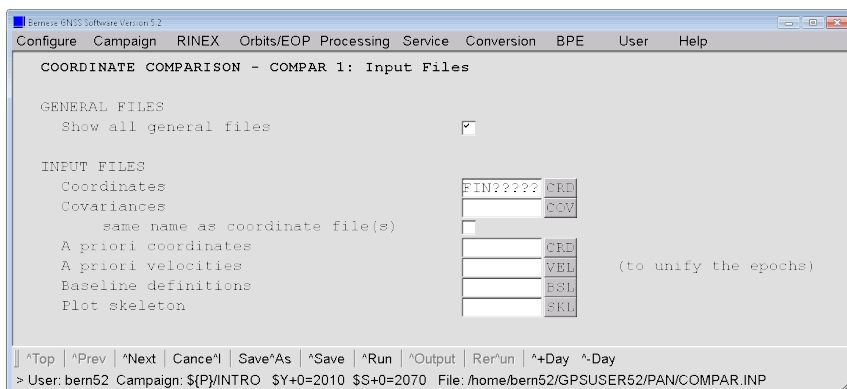 Bernese GNSS Software Version 5.2
Configure Campaign RINEX Orbits/EOP Processing Service Conversion BPE User Help
COORDINATE COMPARISON - COMPAR 1: Input Files
GENERAL FILES
Show all general files
INPUT FILES
Coordinates FIN????? CRD
Covariances COV
same name as coordinate file(s)
A priori coordinates CRD
A priori velocities VEL (to unify the epochs)
Baseline definitions BSL
Plot skeleton SKL
^Top | ^Prev | ^Next | Cance^l | Save^As | ^Save | ^Run | ^Output | Rer^un | ^+Day ^-Day
> User: bern52 Campaign: ${P}/INTRO $Y+0=2010 $S+0=2070 File: /home/bern52/GPSUSER52/PAN/COMPAR.INP